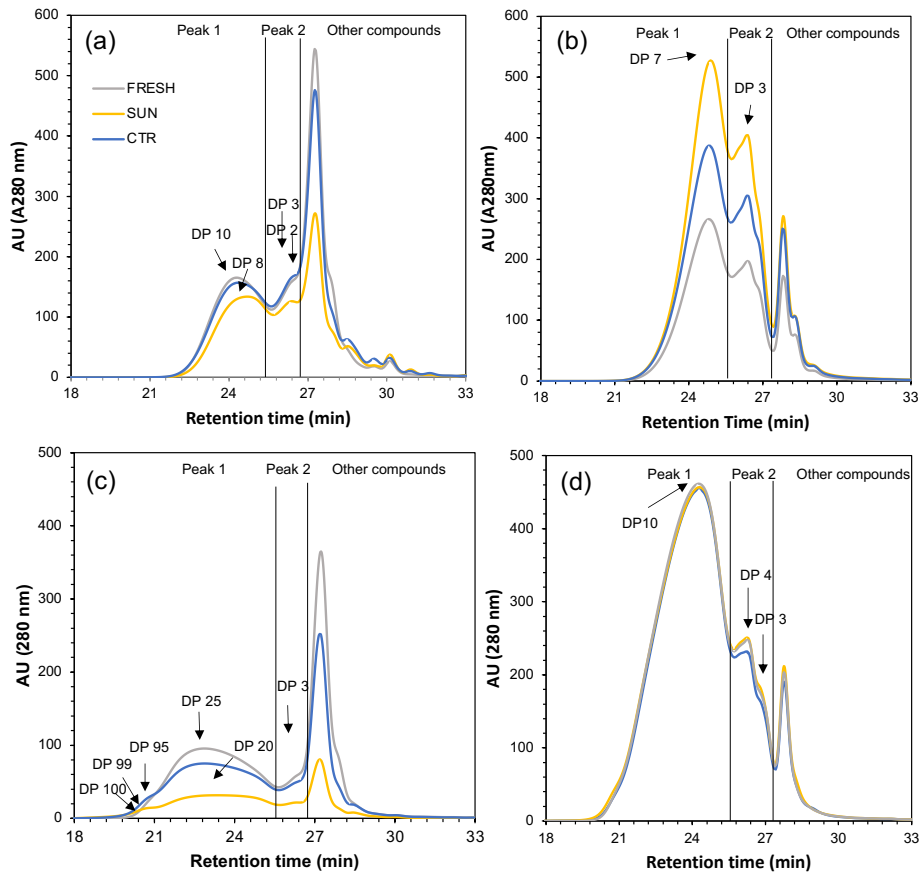 (a)
Peak 1 Peak 2 Other compounds
FRESH
SUN
CTR
DP 10
DP 8
DP 3
DP 2
AU (A280 nm)
600
500
400
300
200
100
0
18 21 24 27 30 33
Retention time (min)
(b)
Peak 1 Peak 2 Other compounds
DP 7
DP 3
AU (A280nm)
600
500
400
300
200
100
0
18 21 24 27 30 33
Retention Time (min)
(c)
Peak 1 Peak 2 Other compounds
DP 25
DP 3
DP 20
DP 95
DP 99
DP 100
AU (280 nm)
500
400
300
200
100
0
18 21 24 27 30 33
Retention time (min)
(d)
Peak 1 Peak 2 Other compounds
DP10
DP 4
DP 3
AU (280 nm)
500
400
300
200
100
0
18 21 24 27 30 33
Retention time (min)